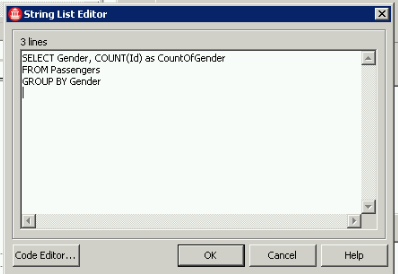 String List Editor
3 lines
SELECT Gender, COUNT(Id) as CountOfGender
FROM Passengers
GROUP BY Gender
Code Editor...
OK
Cancel
Help